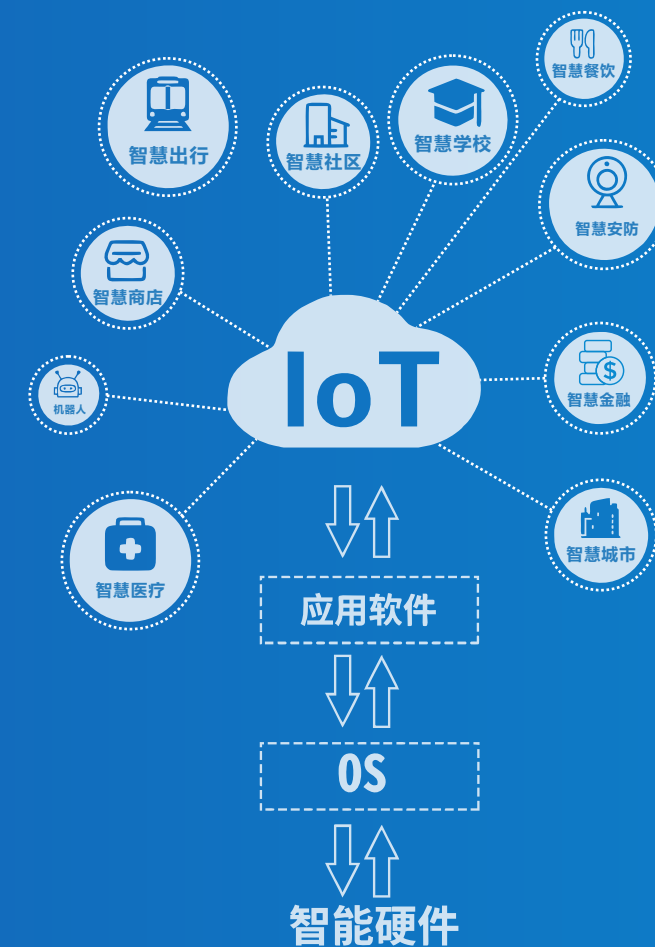 智慧餐饮
智慧学校
智慧出行
智慧社区
智慧安防
智慧商店
IoT
$
智慧金融
机器人
智慧城市
智慧医疗
应用软件
OS
智能硬件